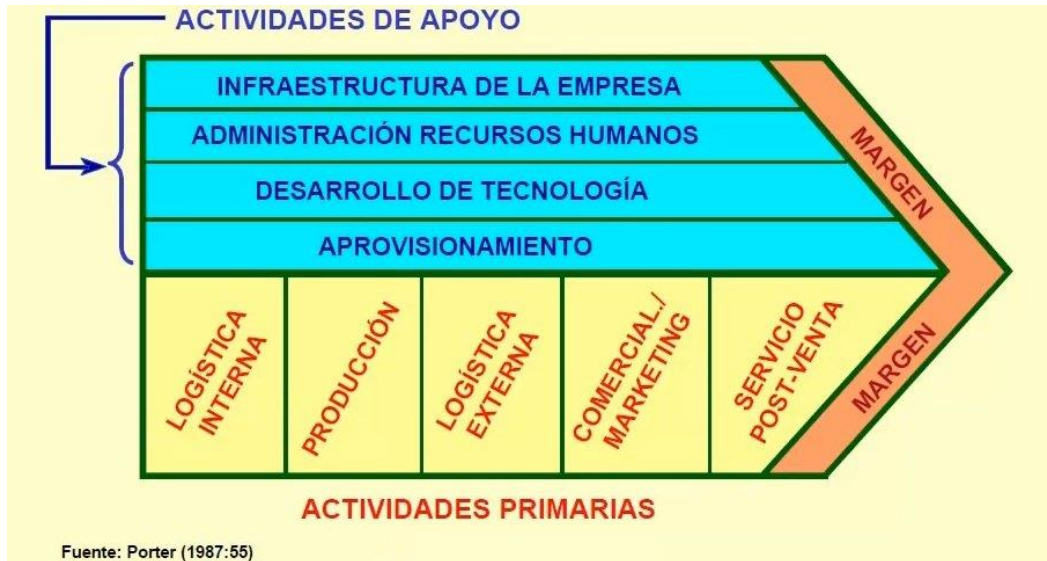 ACTIVIDADES DE APOYO
INFRAESTRUCTURA DE LA EMPRESA
ADMINISTRACIÓN RECURSOS HUMANOS
DESARROLLO DE TECNOLOGÍA
APROVISIONAMIENTO
MARGEN
LOGÍSTICA
INTERNA
PRODUCCIÓN
LOGÍSTICA
EXTERNA
COMERCIAL./
MARKETING
SERVICIO
POST-VENTA
MARGEN
ACTIVIDADES PRIMARIAS
Fuente: Porter (1987:55)